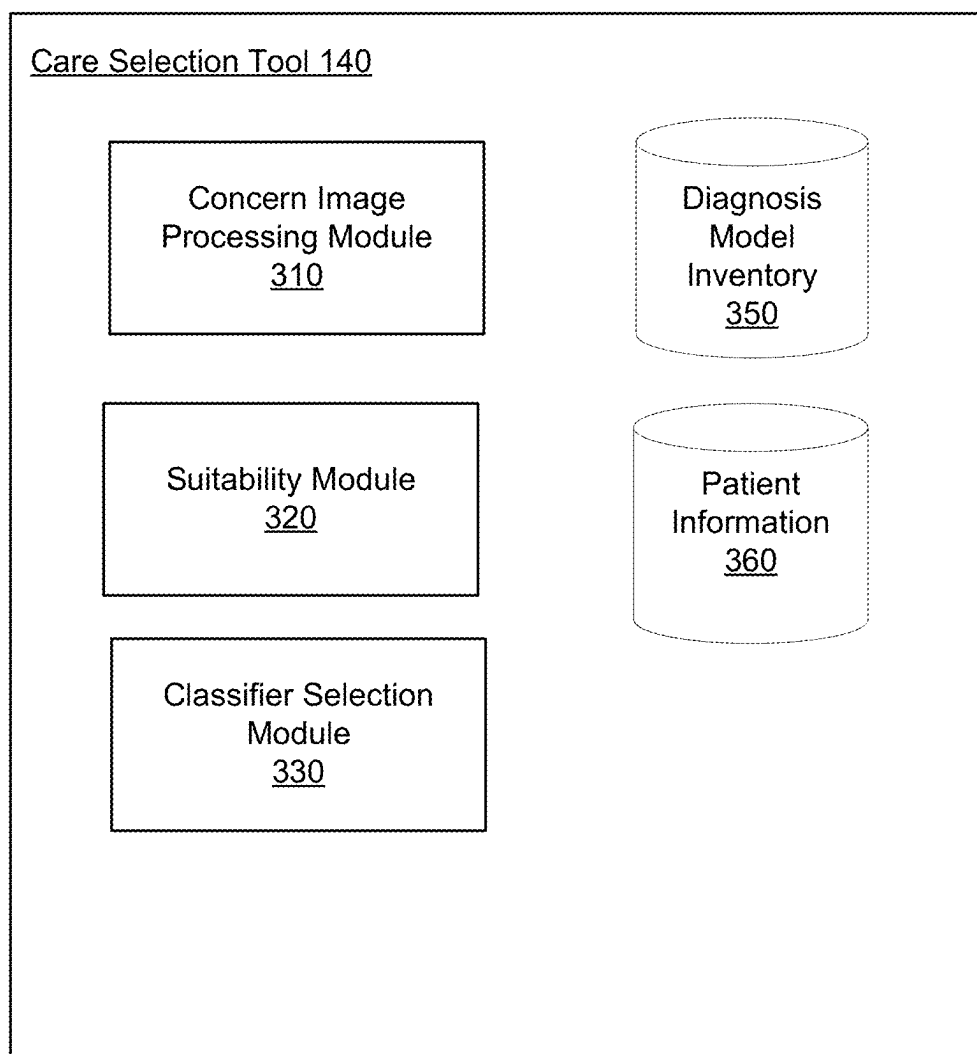 Care Selection Tool 140
Concern Image
Processing Module
310
Diagnosis
Model
Inventory
350
Suitability Module
320
Patient
Information
360
Classifier Selection
Module
330